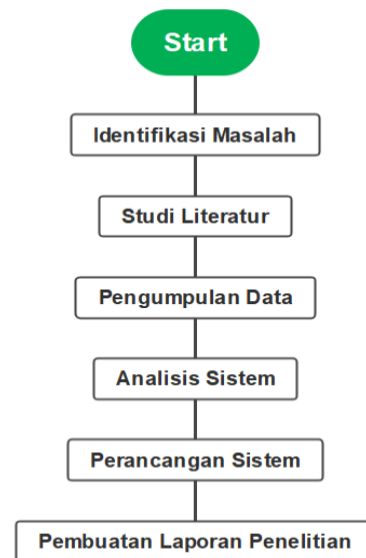 Start
Identifikasi Masalah
Studi Literatur
Pengumpulan Data
Analisis Sistem
Perancangan Sistem
Pembuatan Laporan Penelitian